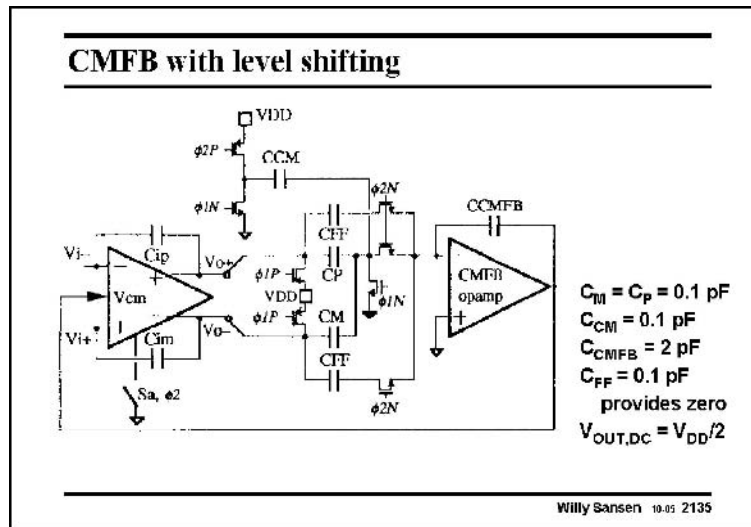 CMFB with level shifting
VDD
ϕ2P
CCM
ϕ1N
ϕ2N
CCMFB
CFF
Cip
Vi-
Vo+
CP
ϕ1P
VDD
ϕ1N
CMFB
opamp
Vcm
ϕ1P
CM
Vi+
Vo-
Cim
CFF
Sa, ϕ2
ϕ2N
CM = CP = 0.1 pF
CCM = 0.1 pF
CCMFB = 2 pF
CFF = 0.1 pF
provides zero
VOUT,DC = VDD/2
Willy Sansen 10-05 2135